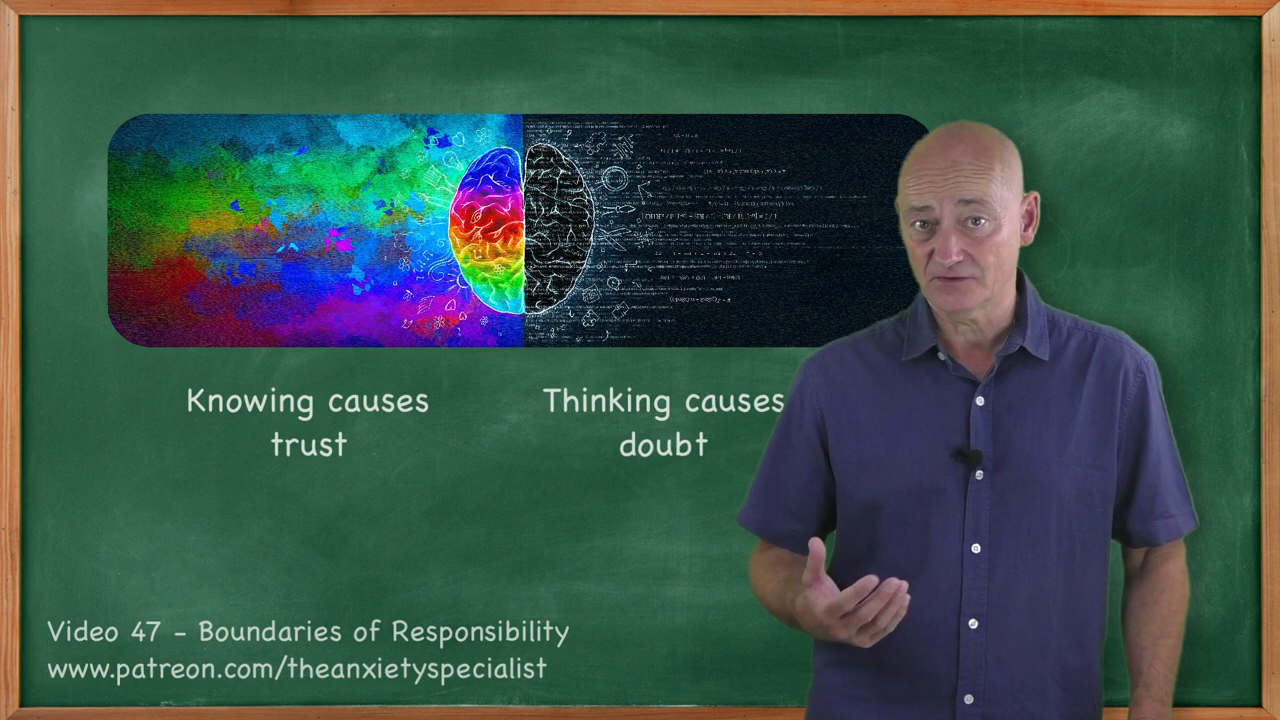 Knowing causes
trust
Thinking causes
doubt
Video 47 - Boundaries of Responsibility
www.patreon.com/theanxietyspecialist